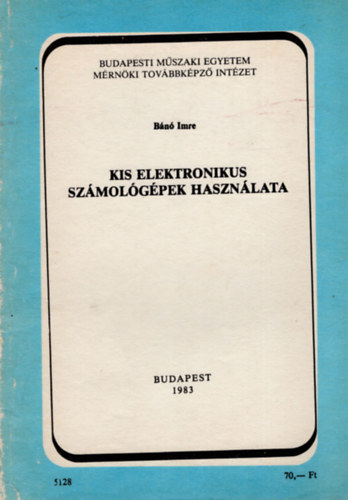 BUDAPESTI MŰSZAKI EGYETEM
MÉRNÖKI TOVÁBBKÉPZŐ INTÉZET
Bánó Imre
KIS ELEKTRONIKUS
SZÁMOLÓGÉPEK HASZNÁLATA
BUDAPEST
1983
5128
70,— Ft